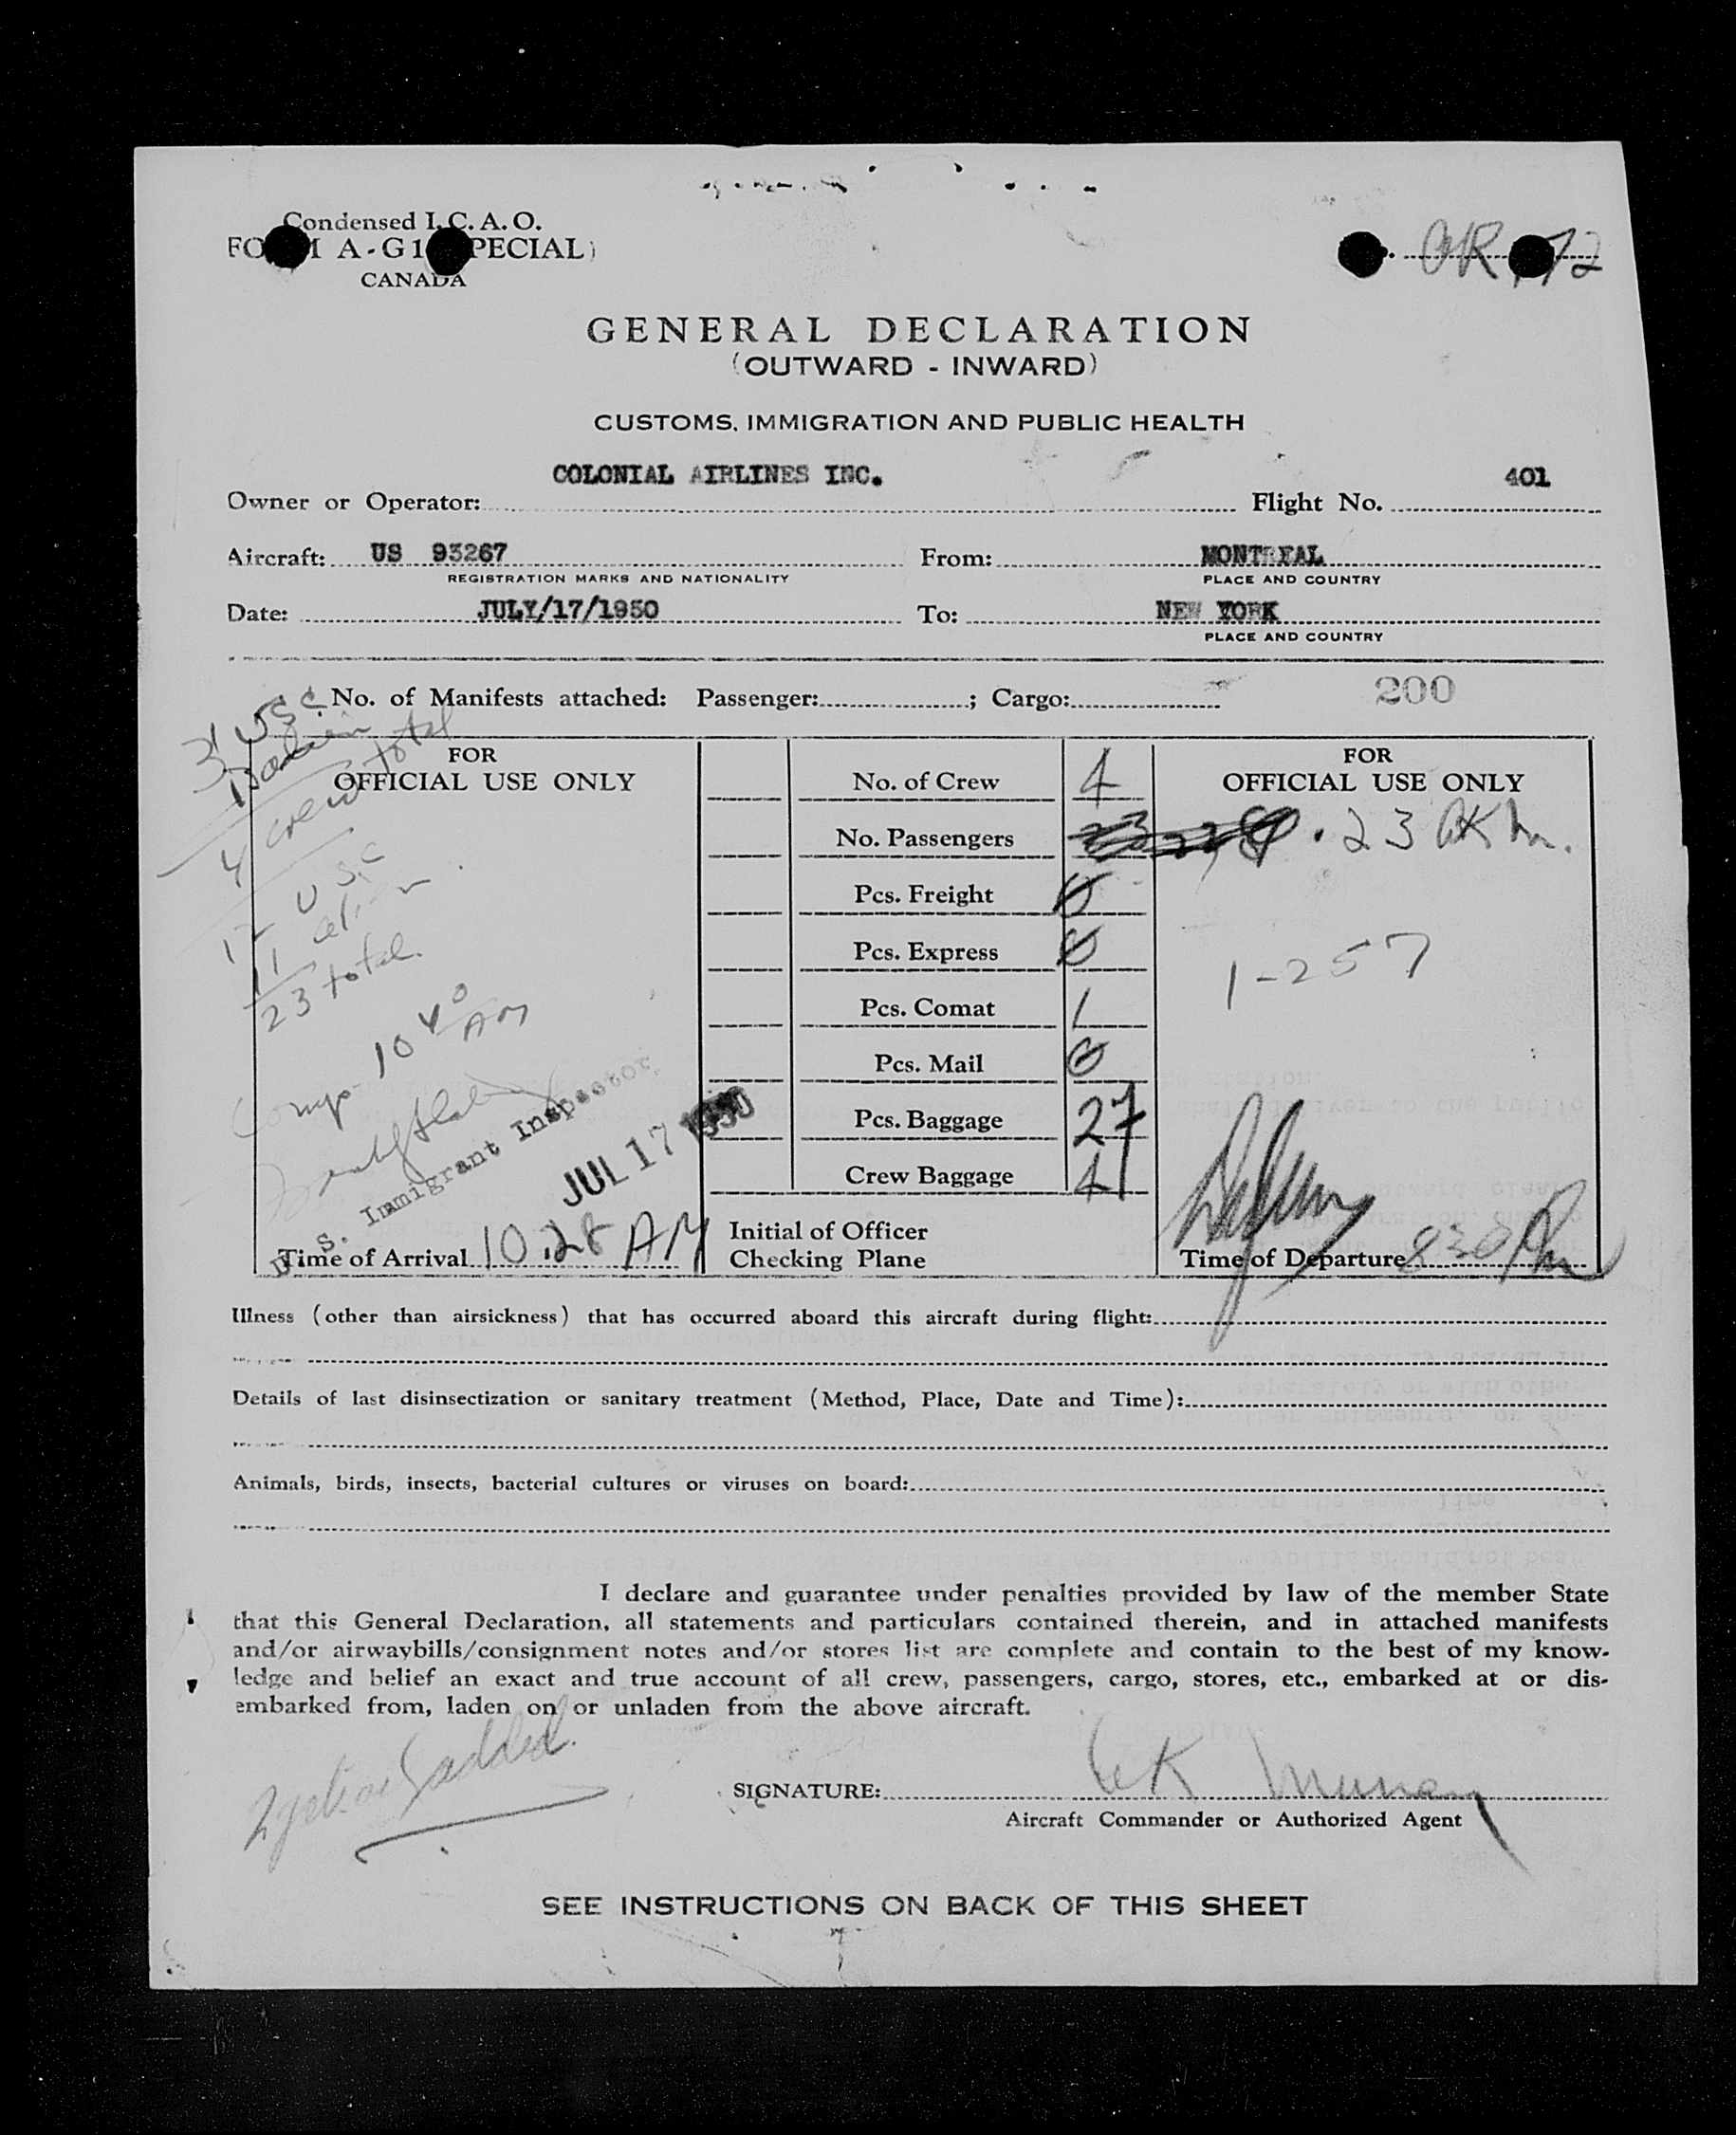 Condensed I.C.A.O.
A-G1 PECIAL)
CANADA
GENERAL DECLARATION
(OUTWARD - INWARD)
CUSTOMS, IMMIGRATION AND PUBLIC HEALTH
Owner or Operator: COLONIAL AIRLINES INC. Flight No. 401
Aircraft: US 93267 From: MONTREAL
REGISTRATION MARKS AND NATIONALITY PLACE AND COUNTRY
Date: JULY/17/1950 To: NEW YORK
PLACE AND COUNTRY
No. of Manifests attached: Passenger: ; Cargo: 200
3 USC
4 crew total
12 USC
11 alien
23 total.
FOR
OFFICIAL USE ONLY
Comp. 10 40 AM
U. S. Immigrant Inspector
JUL 17 1950
Time of Arrival 10:28 AM
No. of Crew 4
No. Passengers
Pcs. Freight 0
Pcs. Express 0
Pcs. Comat 1
Pcs. Mail 0
Pcs. Baggage 27
Crew Baggage 4
Initial of Officer
Checking Plane
FOR
OFFICIAL USE ONLY
23 OK
1-257
Time of Departure 830
Illness (other than airsickness) that has occurred aboard this aircraft during flight:
Details of last disinsectization or sanitary treatment (Method, Place, Date and Time):
Animals, birds, insects, bacterial cultures or viruses on board:
I declare and guarantee under penalties provided by law of the member State
that this General Declaration, all statements and particulars contained therein, and in attached manifests
and/or airwaybills/consignment notes and/or stores list are complete and contain to the best of my know-
ledge and belief an exact and true account of all crew, passengers, cargo, stores, etc., embarked at or dis-
embarked from, laden on or unladen from the above aircraft.
SIGNATURE:
Aircraft Commander or Authorized Agent
SEE INSTRUCTIONS ON BACK OF THIS SHEET